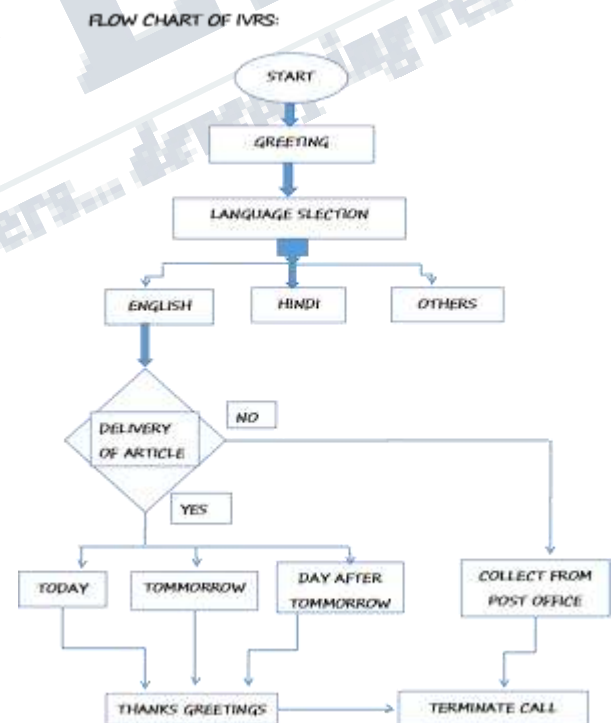 FLOW CHART OF IVRS:
START
GREETING
LANGUAGE SLECTION
ENGLISH
HINDI
OTHERS
DELIVERY
OF ARTICLE
NO
YES
TODAY
TOMMORROW
DAY AFTER
TOMMORROW
COLLECT FROM
POST OFFICE
THANKS GREETINGS
TERMINATE CALL